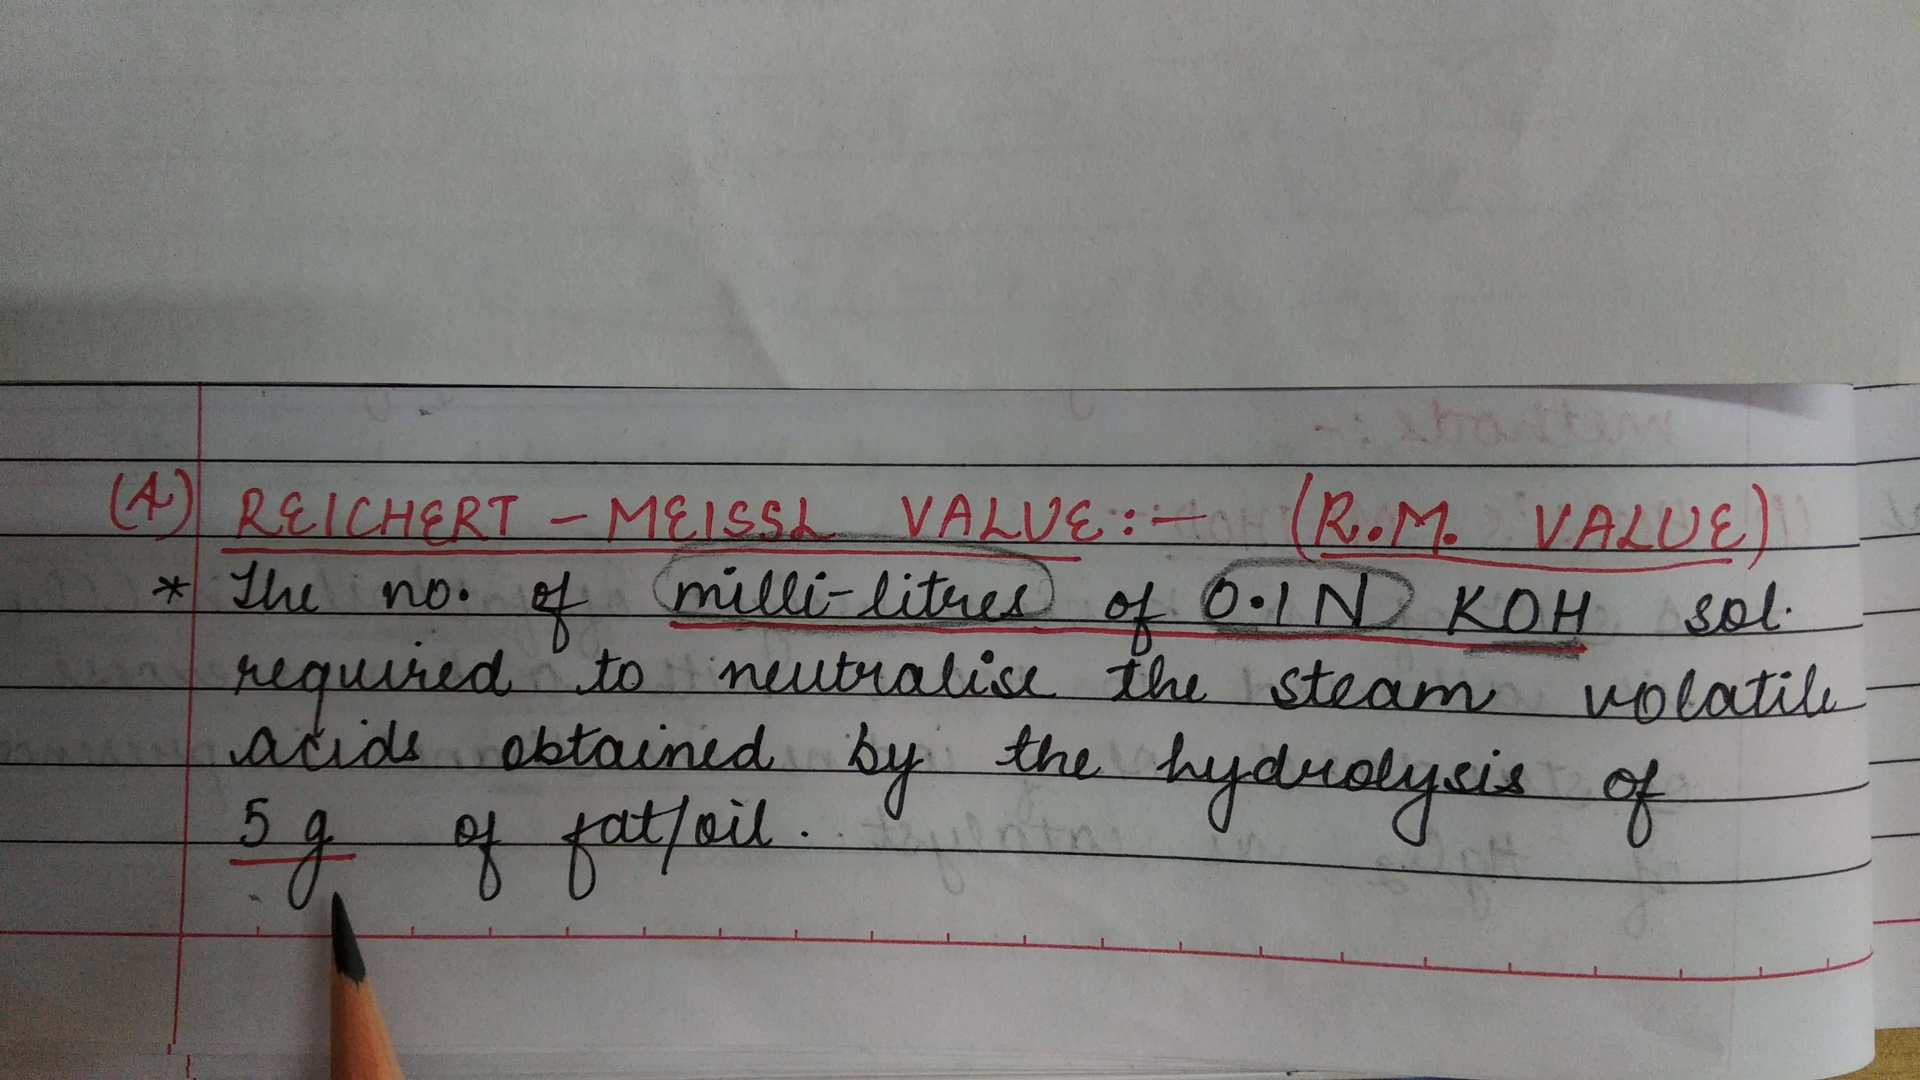 (4) REICHERT - MEISSL VALUE :- (R.M. VALUE)
* The no. of milli-litres of 0.1N KOH sol.
required to neutralise the steam volatile
acids obtained by the hydrolysis of
5 g of fat/oil.